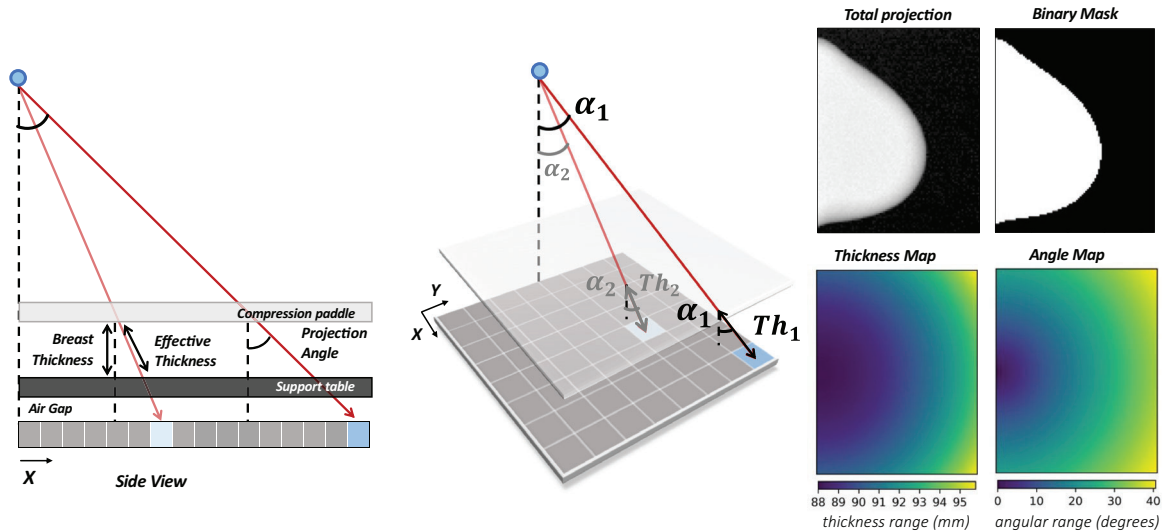 α₁
α₂
Compression paddle
Breast
Thickness
Effective
Thickness
Projection
Angle
Support table
Air Gap
X
Side View
Y
X
α₂
Th₂
α₁
Th₁
Total projection
Binary Mask
Thickness Map
Angle Map
88 89 90 91 92 93 94 95
0 10 20 30 40
thickness range (mm)
angular range (degrees)